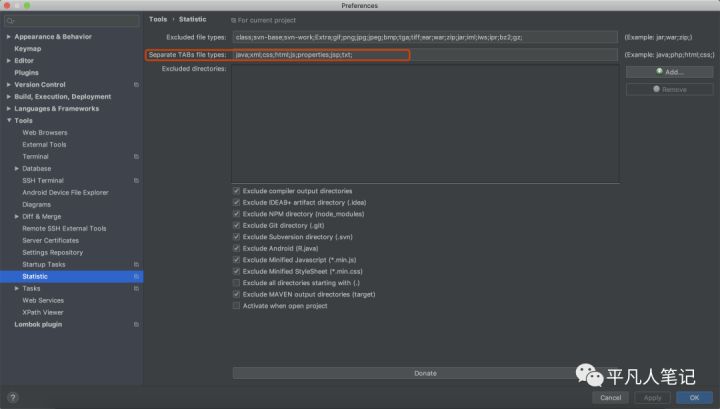 Preferences
Tools › Statistic
For current project
Appearance & Behavior
Keymap
Editor
Plugins
Version Control
Build, Execution, Deployment
Languages & Frameworks
Tools
Web Browsers
External Tools
Terminal
Database
SSH Terminal
Android Device File Explorer
Diagrams
Diff & Merge
Remote SSH External Tools
Server Certificates
Settings Repository
Startup Tasks
Statistic
Tasks
Web Services
XPath Viewer
Lombok plugin
Excluded file types: class;svn-base;svn-work;Extra;gif;png;jpg;jpeg;bmp;tga;tiff;ear;war;zip;jar;iml;iws;ipr;bz2;gz; (Example: jar;war;zip;)
Separate TABs file types: java;xml;css;html;js;properties;jsp;txt; (Example: java;php;html;css;)
Excluded directories:
Add...
Remove
Exclude compiler output directories
Exclude IDEA9+ artifact directory (.idea)
Exclude NPM directory (node_modules)
Exclude Git directory (.git)
Exclude Subversion directory (.svn)
Exclude Android (R.java)
Exclude Minified Javascript (*.min.js)
Exclude Minified StyleSheet (*.min.css)
Exclude all directories starting with (.)
Exclude MAVEN output directories (target)
Activate when open project
Donate
平凡人笔记
?
Cancel
Apply
OK